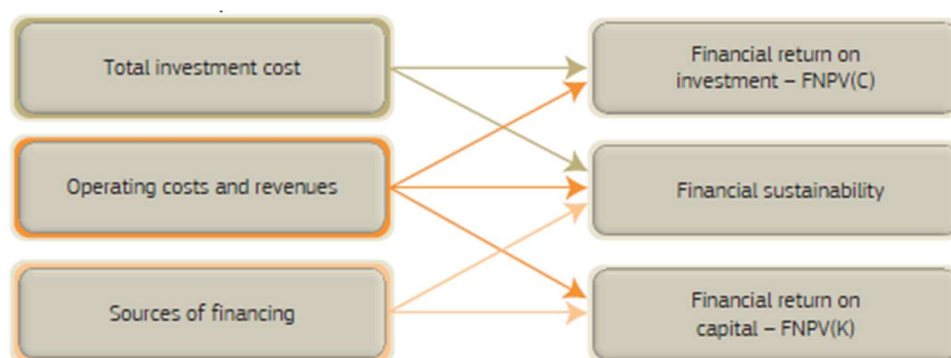 Total investment cost
Operating costs and revenues
Sources of financing
Financial return on
investment – FNPV(C)
Financial sustainability
Financial return on
capital – FNPV(K)